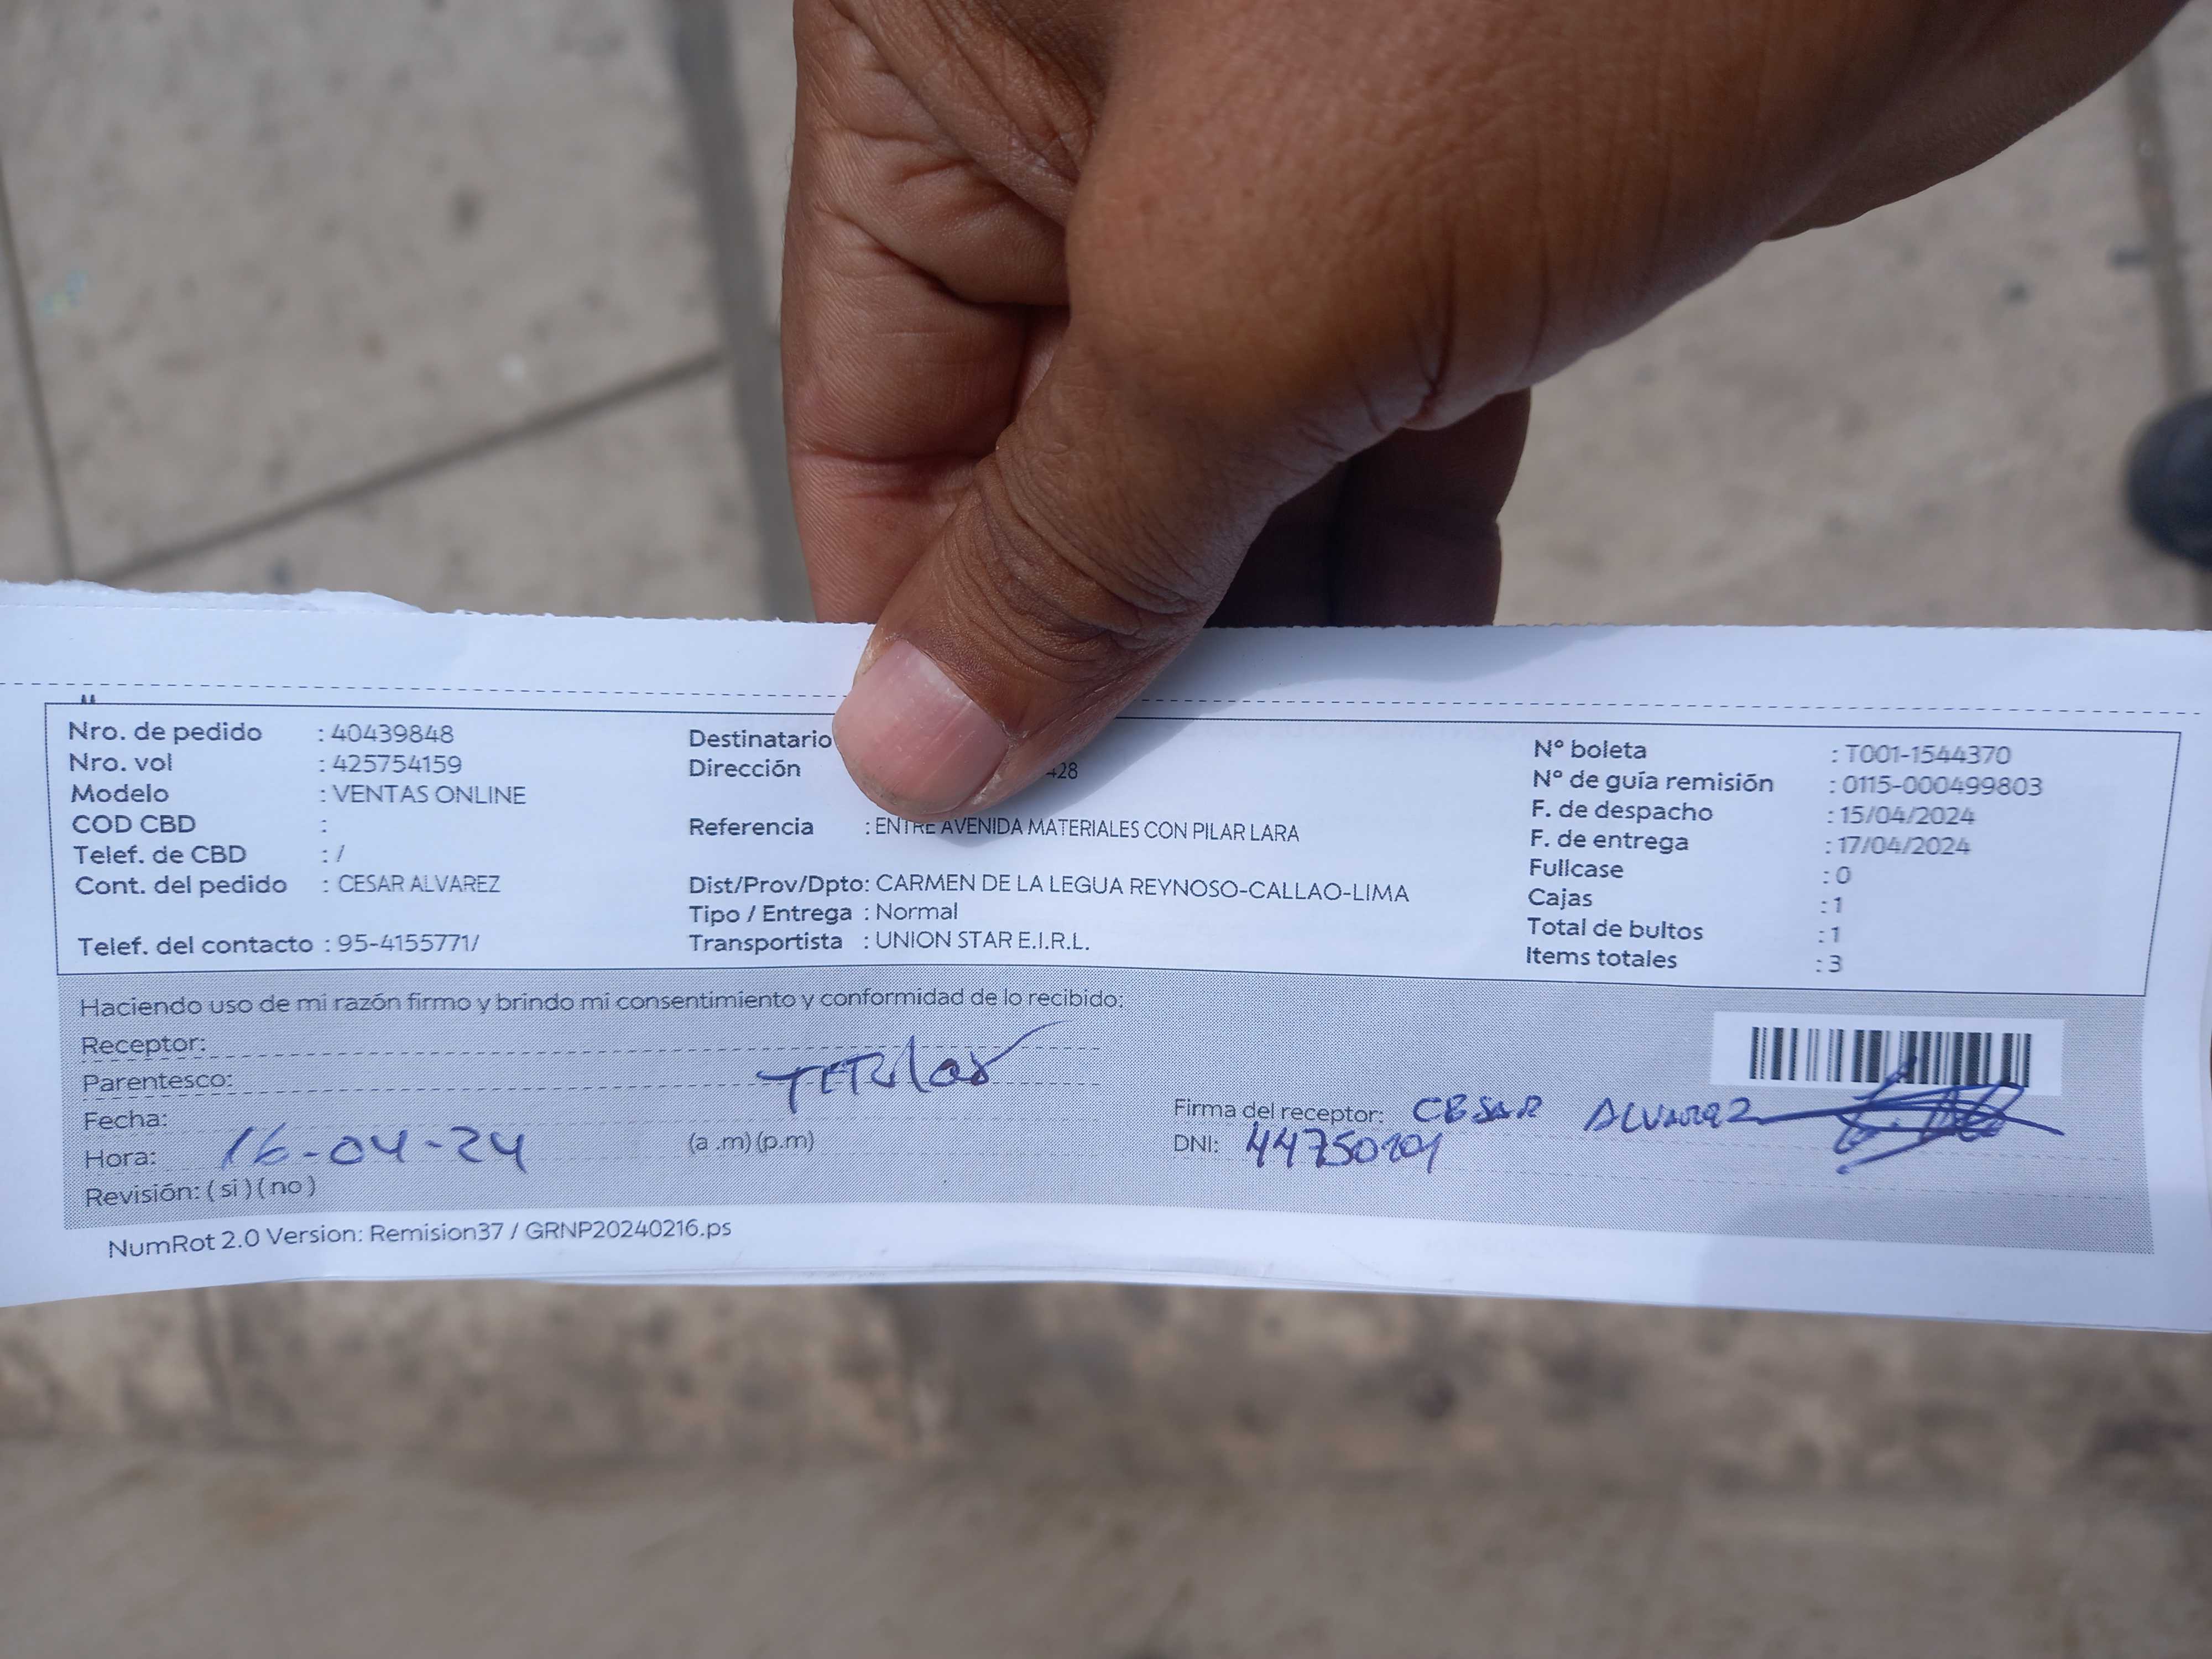 Nro. de pedido : 40439848
Nro. vol : 425754159
Modelo : VENTAS ONLINE
COD CBD :
Telef. de CBD : /
Cont. del pedido : CESAR ALVAREZ
Telef. del contacto : 95-4155771/
Destinatario
Dirección 428
Referencia : ENTRE AVENIDA MATERIALES CON PILAR LARA
Dist/Prov/Dpto: CARMEN DE LA LEGUA REYNOSO-CALLAO-LIMA
Tipo / Entrega : Normal
Transportista : UNION STAR E.I.R.L.
N° boleta : T001-1544370
N° de guía remisión : 0115-000499803
F. de despacho : 15/04/2024
F. de entrega : 17/04/2024
Fullcase : 0
Cajas : 1
Total de bultos : 1
Items totales : 3
Haciendo uso de mi razón firmo y brindo mi consentimiento y conformidad de lo recibido:
Receptor:
Parentesco: TITULAR
Fecha:
Hora: 16-04-24 (a .m) (p.m)
Revisión: ( si ) ( no )
Firma del receptor: CESAR ALVAREZ
DNI:
NumRot 2.0 Version: Remision37 / GRNP20240216.ps